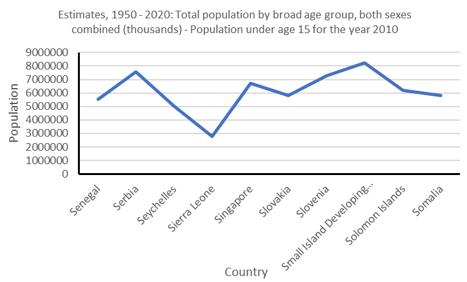 Estimates, 1950 - 2020: Total population by broad age group, both sexes
combined (thousands) - Population under age 15 for the year 2010
9000000
8000000
7000000
6000000
5000000
4000000
3000000
2000000
1000000
0
Population
Senegal
Serbia
Seychelles
Sierra Leone
Singapore
Slovakia
Slovenia
Small Island Developing...
Solomon Islands
Somalia
Country